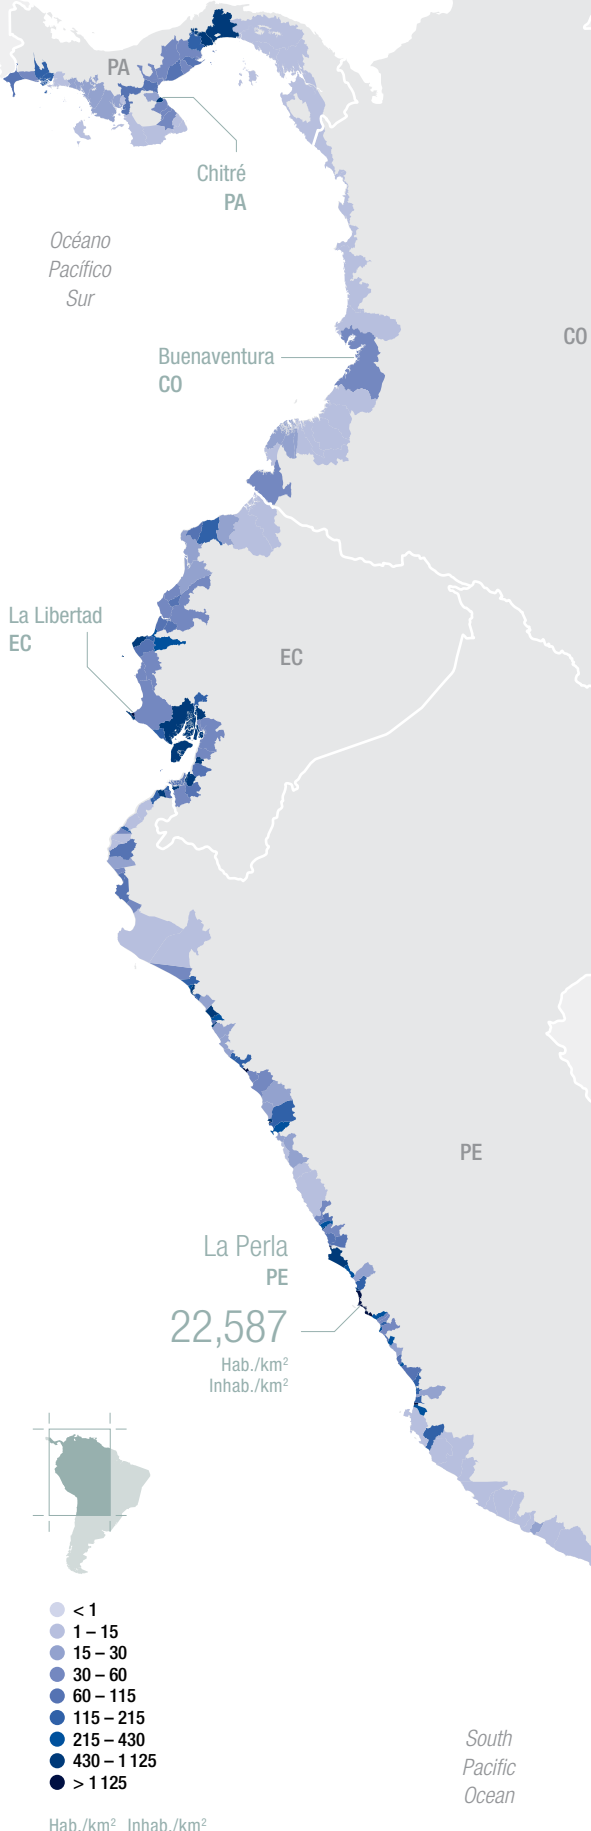 PA
Chitré
PA
Océano
Pacífico
Sur
CO
Buenaventura
CO
La Libertad
EC
EC
PE
La Perla
PE
22,587
Hab./km²
Inhab./km²
< 1
1 – 15
15 – 30
30 – 60
60 – 115
115 – 215
215 – 430
430 – 1 125
> 1 125
South
Pacific
Ocean
Hab./km² Inhab./km²